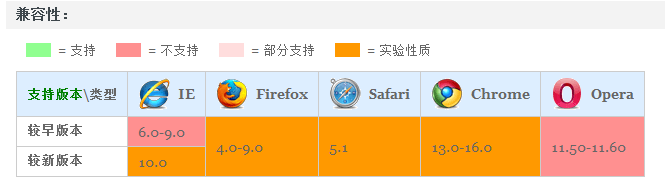 兼容性：
= 支持 = 不支持 = 部分支持 = 实验性质
支持版本\类型 IE Firefox Safari Chrome Opera
较早版本 6.0-9.0 4.0-9.0 5.1 13.0-16.0 11.50-11.60
较新版本 10.0